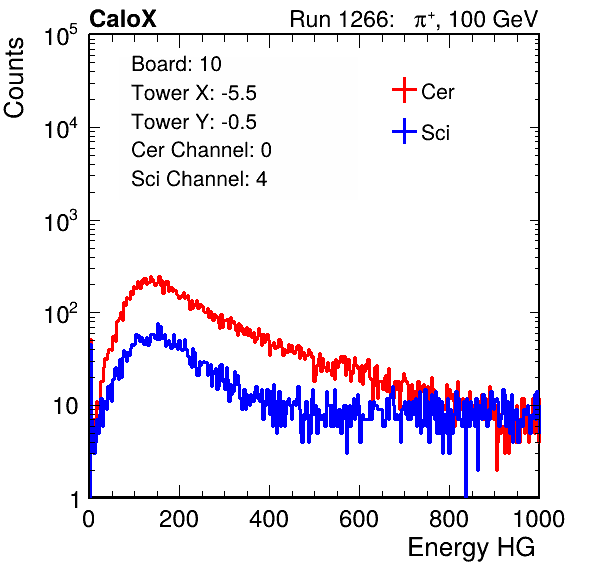 CaloX Run 1266: π⁺, 100 GeV
Counts
10⁵
10⁴
10³
10²
10
1
Board: 10
Tower X: -5.5
Tower Y: -0.5
Cer Channel: 0
Sci Channel: 4
Cer
Sci
0 200 400 600 800 1000
Energy HG